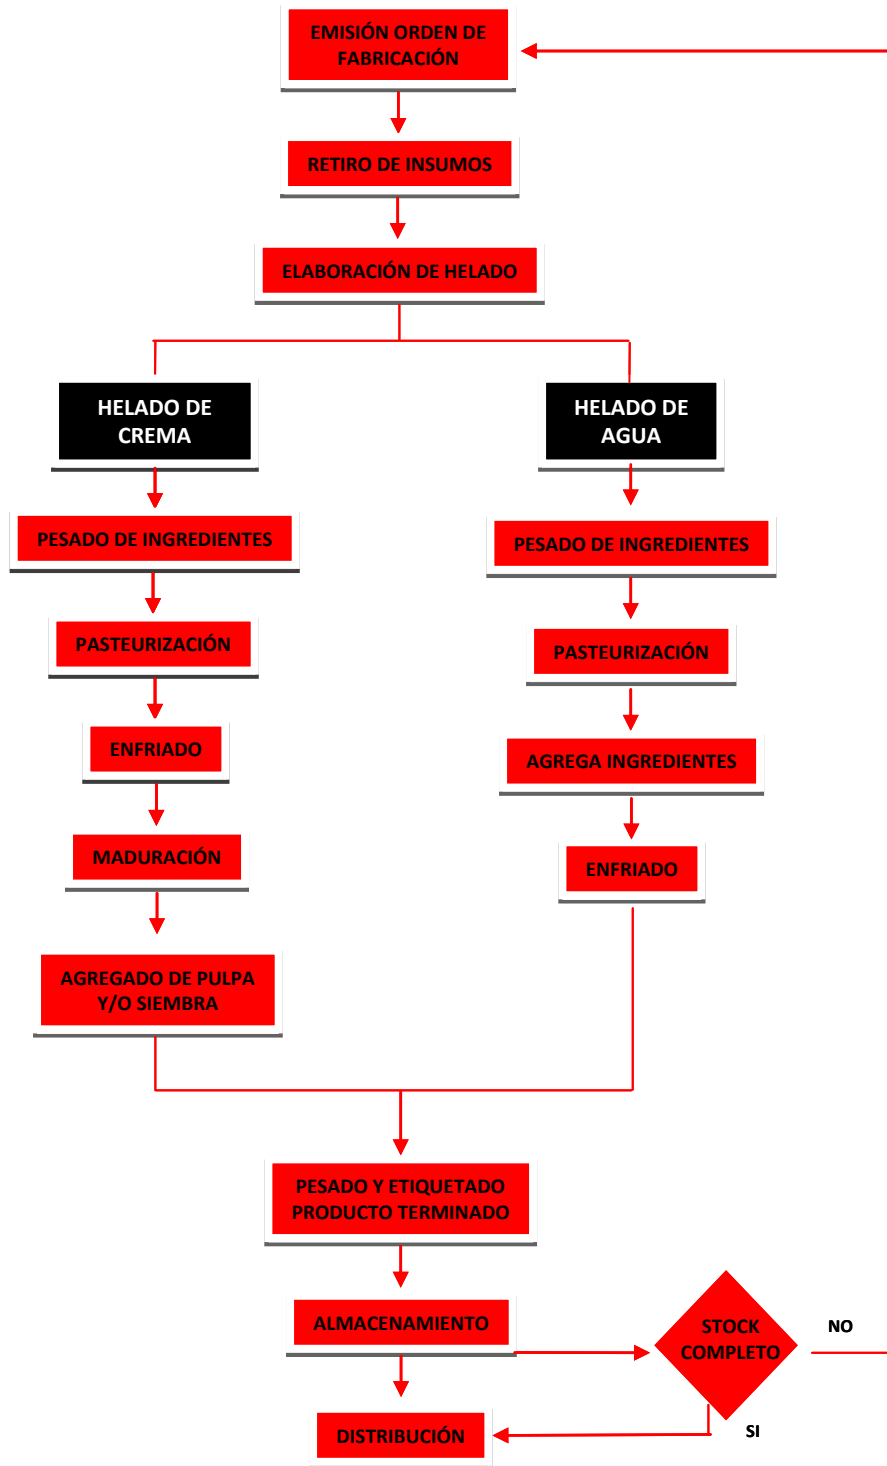 EMISIÓN ORDEN DE
FABRICACIÓN
RETIRO DE INSUMOS
ELABORACIÓN DE HELADO
HELADO DE
CREMA
PESADO DE INGREDIENTES
PASTEURIZACIÓN
ENFRIADO
MADURACIÓN
AGREGADO DE PULPA
Y/O SIEMBRA
HELADO DE
AGUA
PESADO DE INGREDIENTES
PASTEURIZACIÓN
AGREGA INGREDIENTES
ENFRIADO
PESADO Y ETIQUETADO
PRODUCTO TERMINADO
ALMACENAMIENTO
STOCK
COMPLETO
NO
SI
DISTRIBUCIÓN